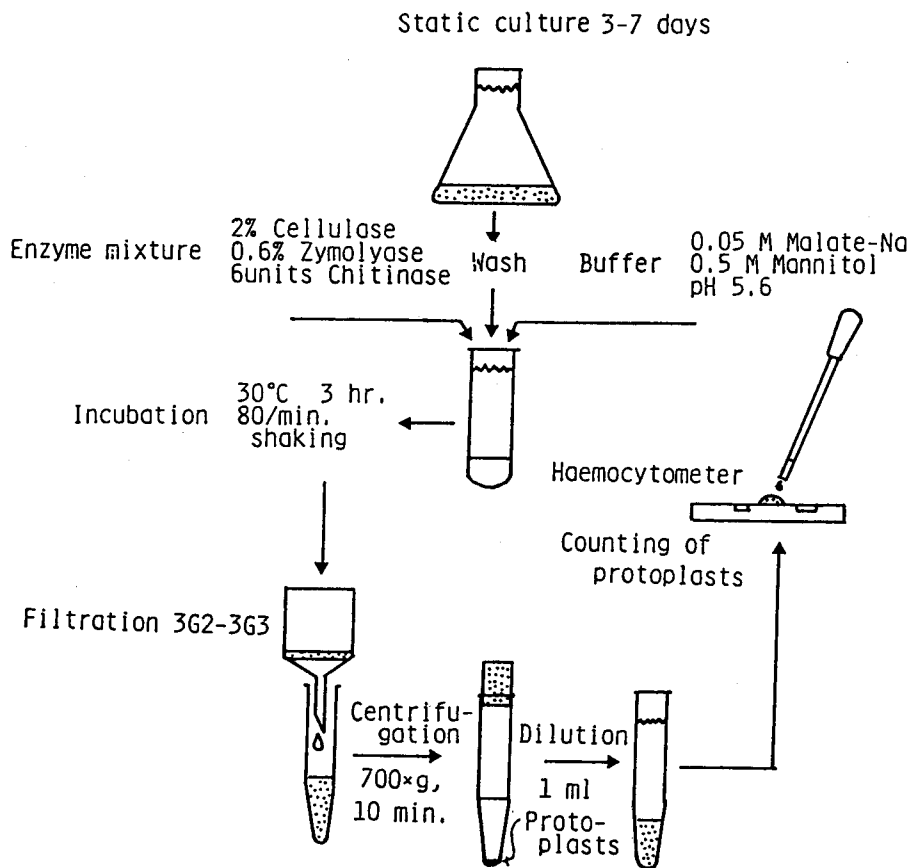 Static culture 3-7 days
Enzyme mixture
2% Cellulase
0.6% Zymolyase
6units Chitinase
Wash
Buffer
0.05 M Malate-Na
0.5 M Mannitol
pH 5.6
Incubation
30°C 3 hr.
80/min.
shaking
Haemocytometer
Counting of
protoplasts
Filtration 3G2-3G3
Centrifu-
gation
700×g,
10 min.
Dilution
1 ml
Proto-
plasts